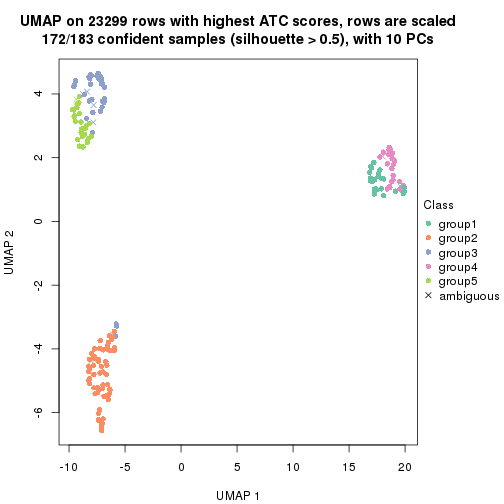 UMAP on 23299 rows with highest ATC scores, rows are scaled
172/183 confident samples (silhouette > 0.5), with 10 PCs
4
2
0
-2
-4
-6
UMAP 2
-10
-5
0
5
10
15
20
UMAP 1
Class
group1
group2
group3
group4
group5
ambiguous